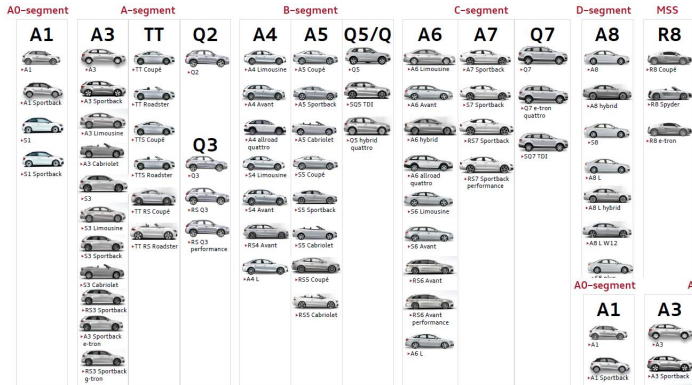 A0-segment
A-segment
B-segment
C-segment
D-segment
MSS
A1
A1
A1 Sportback
S1
S1 Sportback
A3
A3
A3 Sportback
A3 Limousine
A3 Cabriolet
S3
S3 Limousine
S3 Sportback
S3 Cabriolet
RS3 Sportback
A3 Sportback
e-tron
RS3 Sportback
g-tron
TT
TT Coupé
TT Roadster
TTS Coupé
TTS Roadster
TT RS Coupé
TT RS Roadster
Q2
Q2
Q3
Q3
RS Q3
RS Q3
performance
A4
A4 Limousine
A4 Avant
A4 allroad
quattro
S4 Limousine
S4 Avant
RS4 Avant
A4 L
A5
A5 Coupé
A5 Sportback
A5 Cabriolet
S5 Coupé
S5 Sportback
S5 Cabriolet
RS5 Coupé
RS5 Cabriolet
Q5/Q
Q5
SQ5 TDI
Q5 hybrid
quattro
A6
A6 Limousine
A6 Avant
A6 hybrid
A6 allroad
quattro
S6 Limousine
S6 Avant
RS6 Avant
RS6 Avant
performance
A6 L
A7
A7 Sportback
S7 Sportback
RS7 Sportback
RS7 Sportback
performance
Q7
Q7
Q7 e-tron
quattro
SQ7 TDI
A8
A8
A8 hybrid
S8
A8 L
A8 L hybrid
A8 L W12
R8
R8 Coupé
R8 Spyder
R8 e-tron
A0-segment
A
A1
A1
A1 Sportback
A3
A3
A3 Sportback